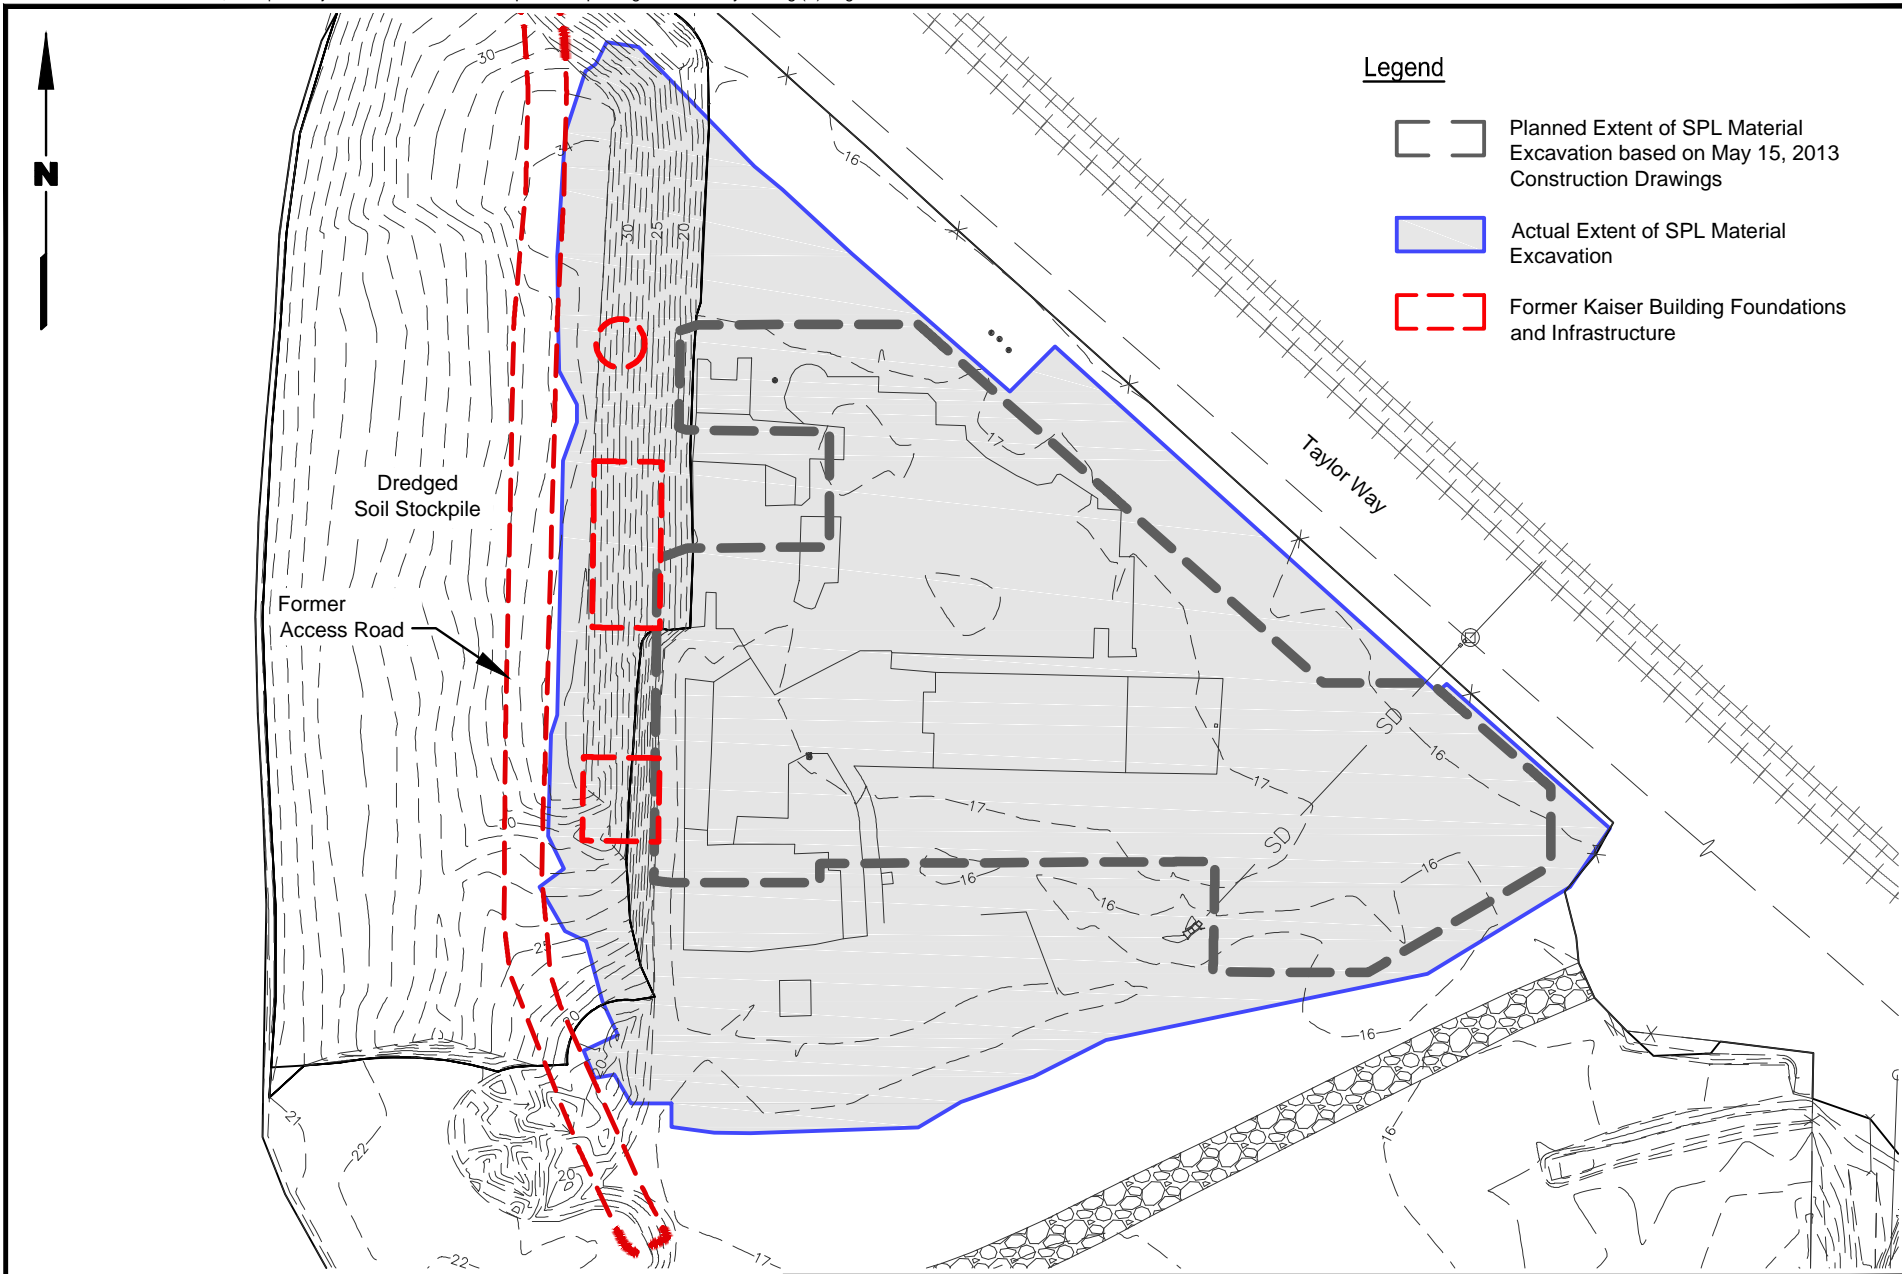 Legend
N
Planned Extent of SPL Material
Excavation based on May 15, 2013
Construction Drawings
Actual Extent of SPL Material
Excavation
Former Kaiser Building Foundations
and Infrastructure
30
16
34
30
25
20
17
Taylor Way
Dredged
Soil Stockpile
Former
Access Road
SD
16
17
17
SD
16
16
16
25
20
16
20
21
22
20
16
22
17